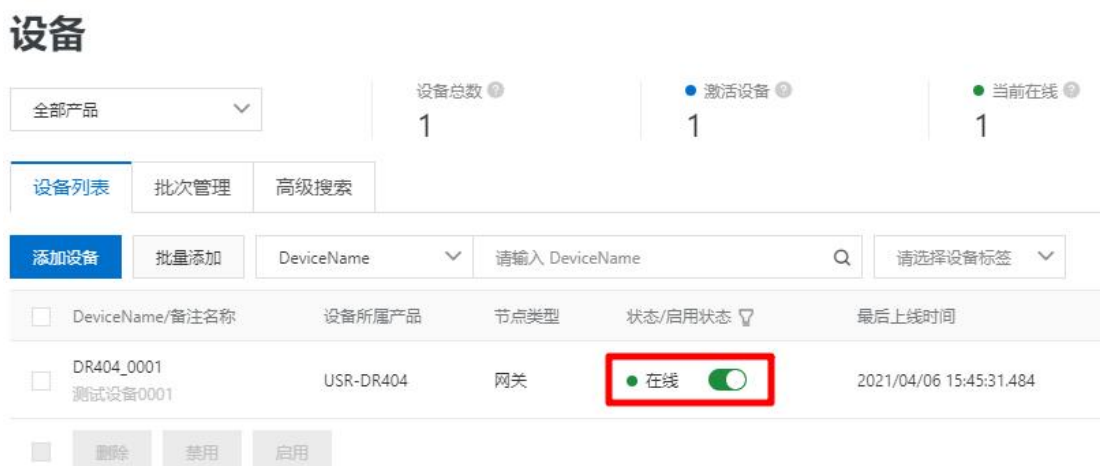 设备
全部产品
设备总数
1
激活设备
1
当前在线
1
设备列表 批次管理 高级搜索
添加设备 批量添加 DeviceName 请输入 DeviceName 请选择设备标签
DeviceName/备注名称 设备所属产品 节点类型 状态/启用状态 最后上线时间
DR404_0001
测试设备0001
USR-DR404 网关 在线 2021/04/06 15:45:31.484
删除 禁用 启用